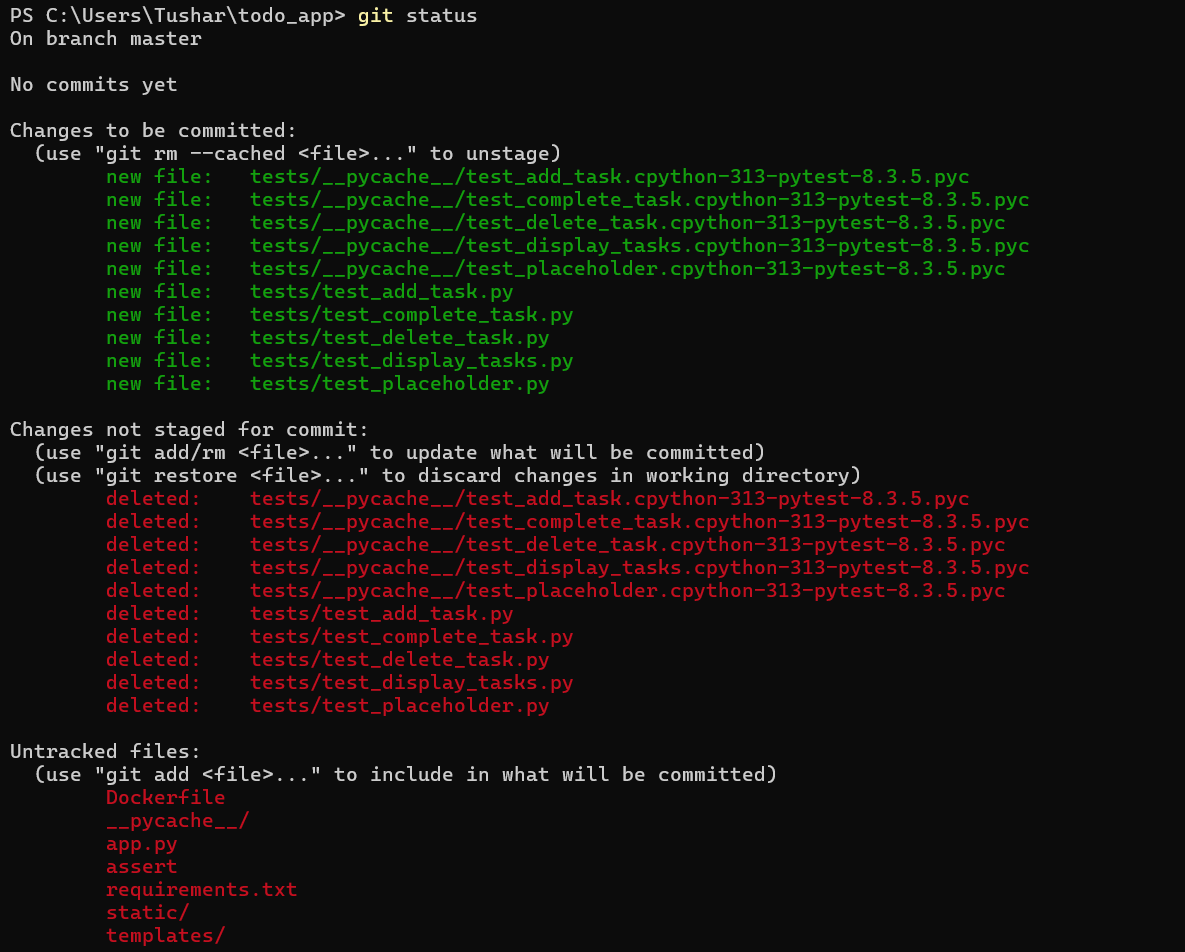 PS C:\Users\Tushar\todo_app> git status
On branch master
No commits yet
Changes to be committed:
(use "git rm --cached <file>..." to unstage)
new file: tests/__pycache__/test_add_task.cpython-313-pytest-8.3.5.pyc
new file: tests/__pycache__/test_complete_task.cpython-313-pytest-8.3.5.pyc
new file: tests/__pycache__/test_delete_task.cpython-313-pytest-8.3.5.pyc
new file: tests/__pycache__/test_display_tasks.cpython-313-pytest-8.3.5.pyc
new file: tests/__pycache__/test_placeholder.cpython-313-pytest-8.3.5.pyc
new file: tests/test_add_task.py
new file: tests/test_complete_task.py
new file: tests/test_delete_task.py
new file: tests/test_display_tasks.py
new file: tests/test_placeholder.py
Changes not staged for commit:
(use "git add/rm <file>..." to update what will be committed)
(use "git restore <file>..." to discard changes in working directory)
deleted: tests/__pycache__/test_add_task.cpython-313-pytest-8.3.5.pyc
deleted: tests/__pycache__/test_complete_task.cpython-313-pytest-8.3.5.pyc
deleted: tests/__pycache__/test_delete_task.cpython-313-pytest-8.3.5.pyc
deleted: tests/__pycache__/test_display_tasks.cpython-313-pytest-8.3.5.pyc
deleted: tests/__pycache__/test_placeholder.cpython-313-pytest-8.3.5.pyc
deleted: tests/test_add_task.py
deleted: tests/test_complete_task.py
deleted: tests/test_delete_task.py
deleted: tests/test_display_tasks.py
deleted: tests/test_placeholder.py
Untracked files:
(use "git add <file>..." to include in what will be committed)
Dockerfile
__pycache__/
app.py
assert
requirements.txt
static/
templates/